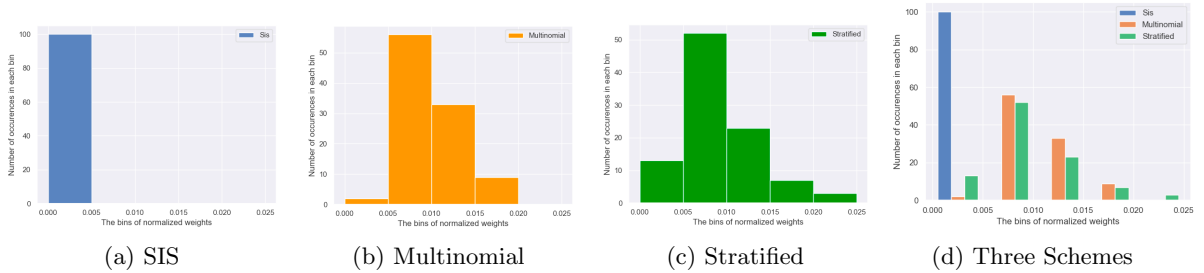 Number of occurences in each bin
100
80
60
40
20
0
Sis
0.000 0.005 0.010 0.015 0.020 0.025
The bins of normalized weights
(a) SIS
Number of occurences in each bin
50
40
30
20
10
0
Multinomial
0.000 0.005 0.010 0.015 0.020 0.025
The bins of normalized weights
(b) Multinomial
Number of occurences in each bin
50
40
30
20
10
0
Stratified
0.000 0.005 0.010 0.015 0.020 0.025
The bins of normalized weights
(c) Stratified
Number of occurences in each bin
100
80
60
40
20
0
Sis
Multinomial
Stratified
0.000 0.005 0.010 0.015 0.020 0.025
The bins of normalized weights
(d) Three Schemes